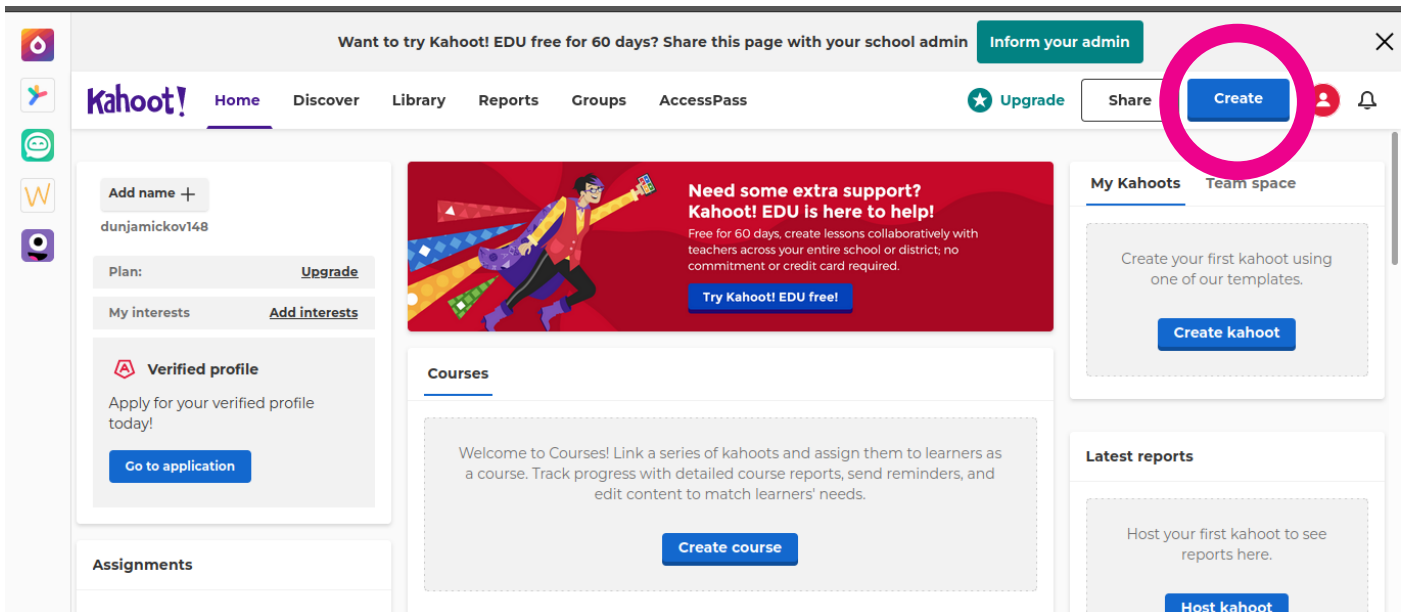 Want to try Kahoot! EDU free for 60 days? Share this page with your school admin
Inform your admin
Kahoot!
Home
Discover
Library
Reports
Groups
AccessPass
Upgrade
Share
Create
Add name +
dunjamickov148
Plan:
Upgrade
My interests
Add interests
Verified profile
Apply for your verified profile
today!
Go to application
Assignments
Need some extra support?
Kahoot! EDU is here to help!
Free for 60 days, create lessons collaboratively with
teachers across your entire school or district; no
commitment or credit card required.
Try Kahoot! EDU free!
Courses
Welcome to Courses! Link a series of kahoots and assign them to learners as
a course. Track progress with detailed course reports, send reminders, and
edit content to match learners' needs.
Create course
My Kahoots
Team space
Create your first kahoot using
one of our templates.
Create kahoot
Latest reports
Host your first kahoot to see
reports here.
Host kahoot